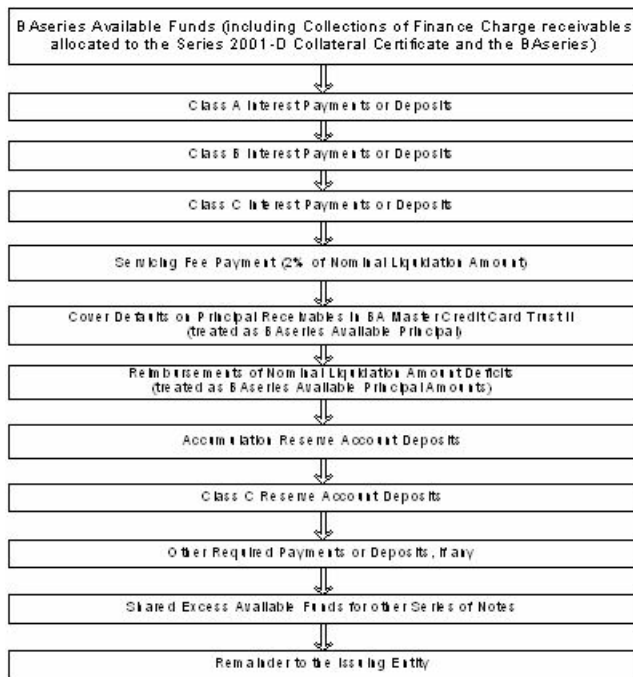 BAseries Available Funds (including Collections of Finance Charge receivables
allocated to the Series 2001-D Collateral Certificate and the BAseries)
Class A Interest Payments or Deposits
Class B Interest Payments or Deposits
Class C Interest Payments or Deposits
Servicing Fee Payment (2% of Nominal Liquidation Amount)
Cover Defaults on Principal Receivables in BA Master Credit Card Trust II
(treated as BAseries Available Principal)
Reimbursements of Nominal Liquidation Amount Deficits
(treated as BAseries Available Principal Amounts)
Accumulation Reserve Account Deposits
Class C Reserve Account Deposits
Other Required Payments or Deposits, if any
Shared Excess Available Funds for other Series of Notes
Remainder to the Issuing Entity